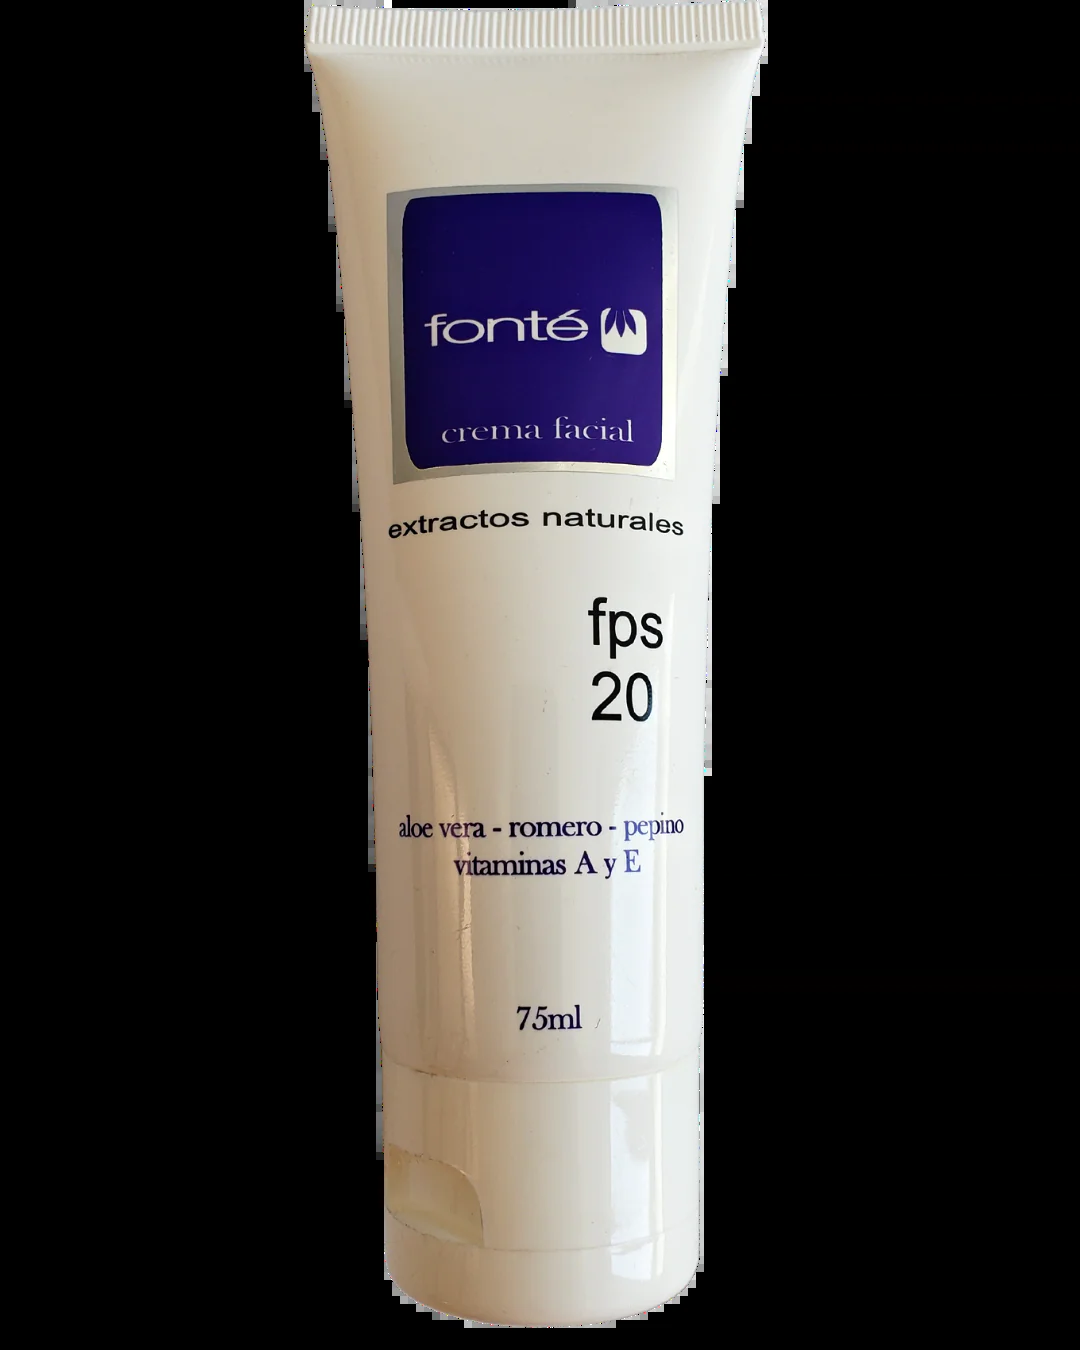 fonté
crema facial
extractos naturales
fps
20
aloe vera - romero - pepino
vitaminas A y E
75ml